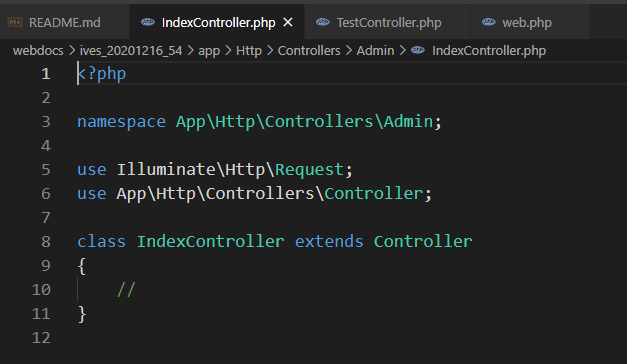 README.md IndexController.php × TestController.php web.php
webdocs > ives_20201216_54 > app > Http > Controllers > Admin > IndexController.php
1 <?php
2
3 namespace App\Http\Controllers\Admin;
4
5 use Illuminate\Http\Request;
6 use App\Http\Controllers\Controller;
7
8 class IndexController extends Controller
9 {
10     //
11 }
12